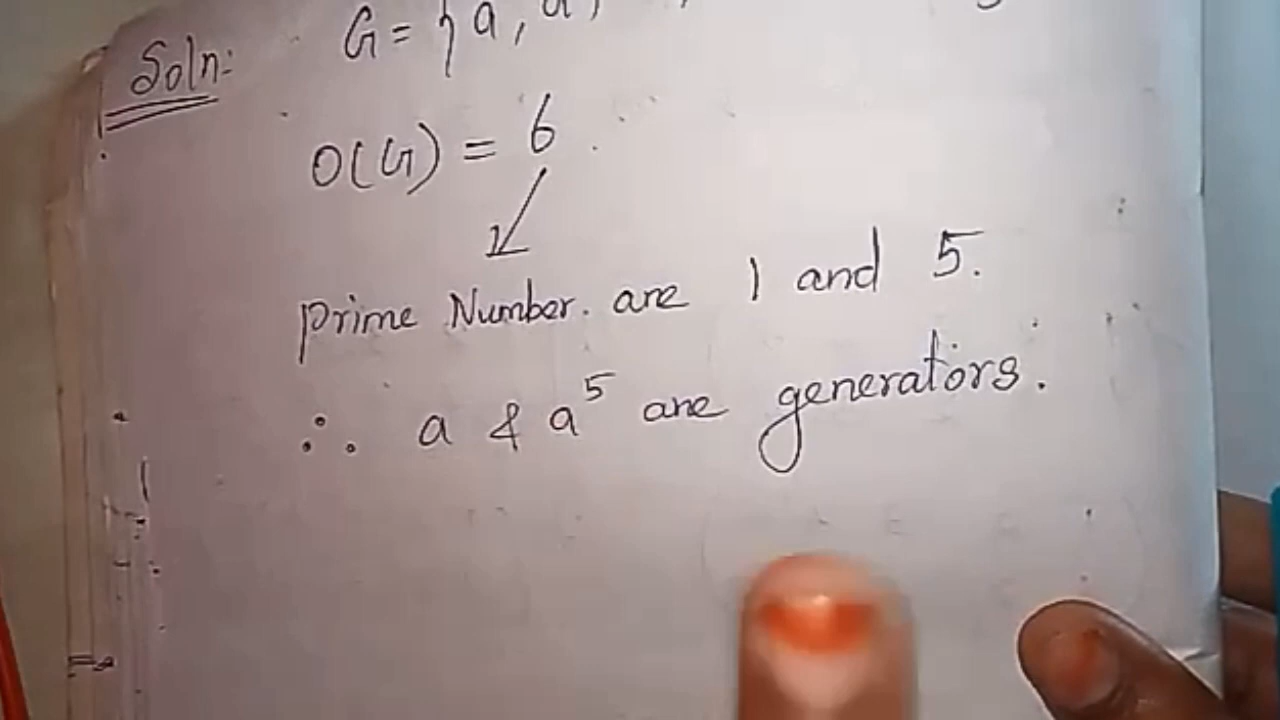 Soln:
G = { a,
O(G) = 6
Prime Number. are 1 and 5.
∴ a & a⁵ are generators.